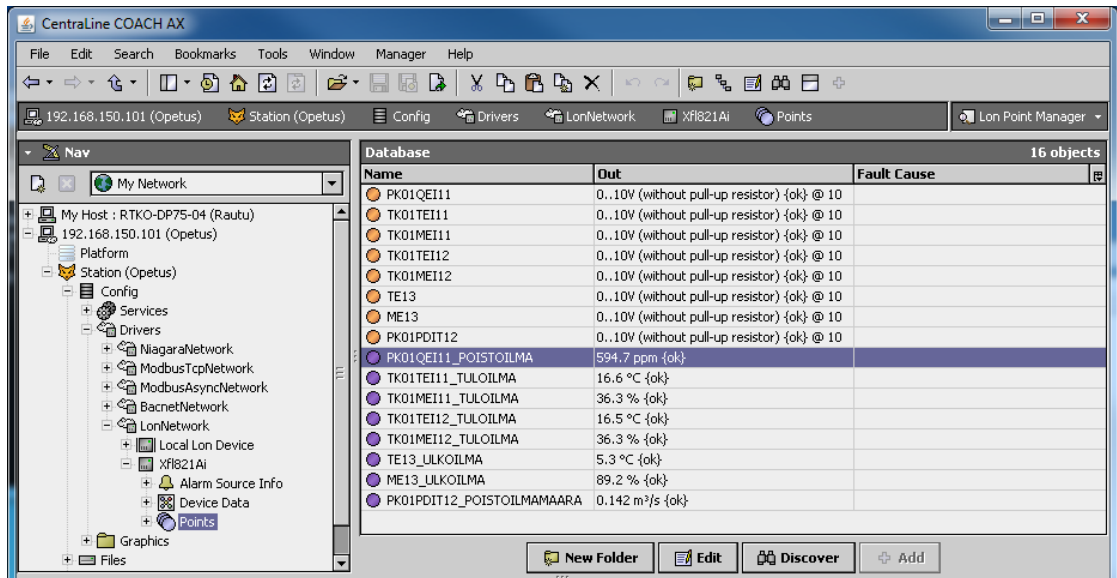 CentraLine COACH AX
File Edit Search Bookmarks Tools Window Manager Help
192.168.150.101 (Opetus) Station (Opetus) Config Drivers LonNetwork Xfl821Ai Points Lon Point Manager
Nav
My Network
My Host : RTKO-DP75-04 (Rautu)
192.168.150.101 (Opetus)
Platform
Station (Opetus)
Config
Services
Drivers
NiagaraNetwork
ModbusTcpNetwork
ModbusAsyncNetwork
BacnetNetwork
LonNetwork
Local Lon Device
Xfl821Ai
Alarm Source Info
Device Data
Points
Graphics
Files
Database 16 objects
Name Out Fault Cause
PK01QEI11 0..10V (without pull-up resistor) {ok} @ 10
TK01TEI11 0..10V (without pull-up resistor) {ok} @ 10
TK01MEI11 0..10V (without pull-up resistor) {ok} @ 10
TK01TEI12 0..10V (without pull-up resistor) {ok} @ 10
TK01MEI12 0..10V (without pull-up resistor) {ok} @ 10
TE13 0..10V (without pull-up resistor) {ok} @ 10
ME13 0..10V (without pull-up resistor) {ok} @ 10
PK01PDIT12 0..10V (without pull-up resistor) {ok} @ 10
PK01QEI11_POISTOILMA 594.7 ppm {ok}
TK01TEI11_TULOILMA 16.6 °C {ok}
TK01MEI11_TULOILMA 36.3 % {ok}
TK01TEI12_TULOILMA 16.5 °C {ok}
TK01MEI12_TULOILMA 36.3 % {ok}
TE13_ULKOILMA 5.3 °C {ok}
ME13_ULKOILMA 89.2 % {ok}
PK01PDIT12_POISTOILMAMAARA 0.142 m³/s {ok}
New Folder Edit Discover Add